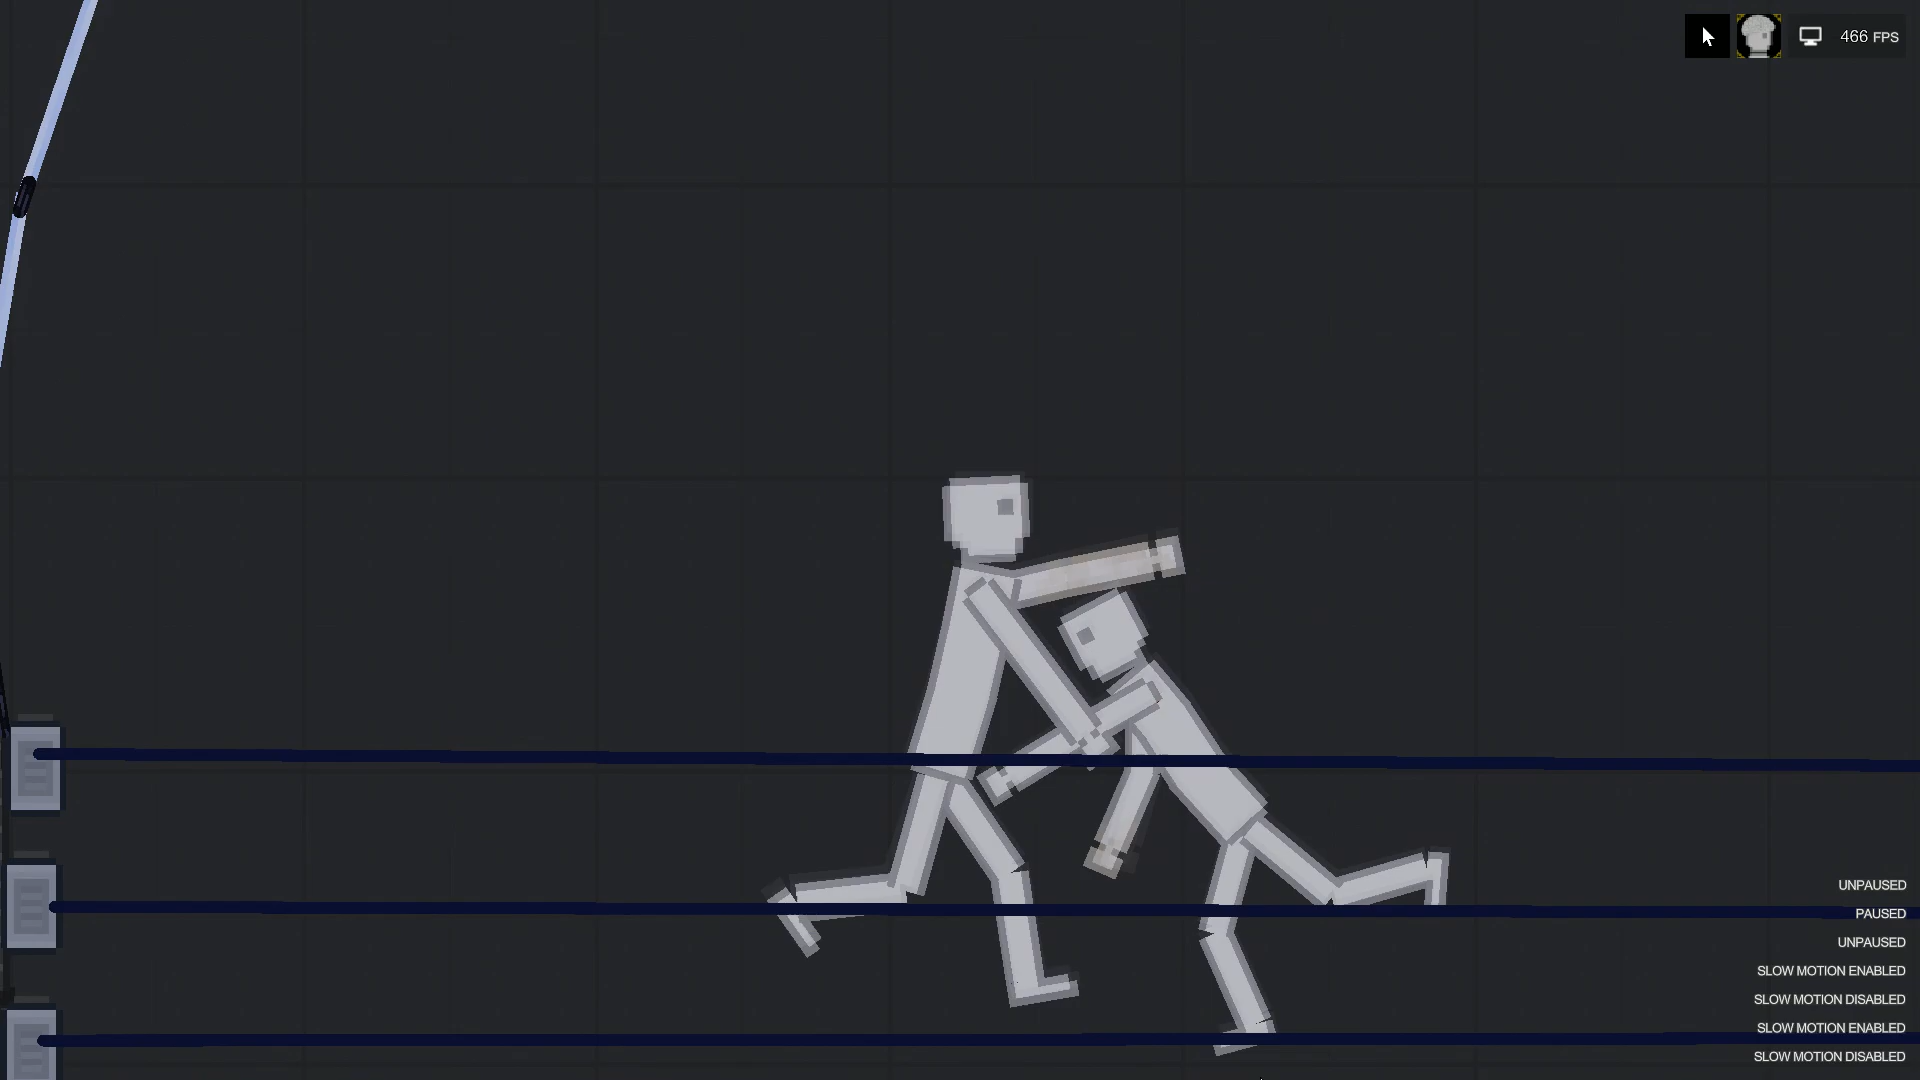 466 FPS
UNPAUSED
PAUSED
UNPAUSED
SLOW MOTION ENABLED
SLOW MOTION DISABLED
SLOW MOTION ENABLED
SLOW MOTION DISABLED